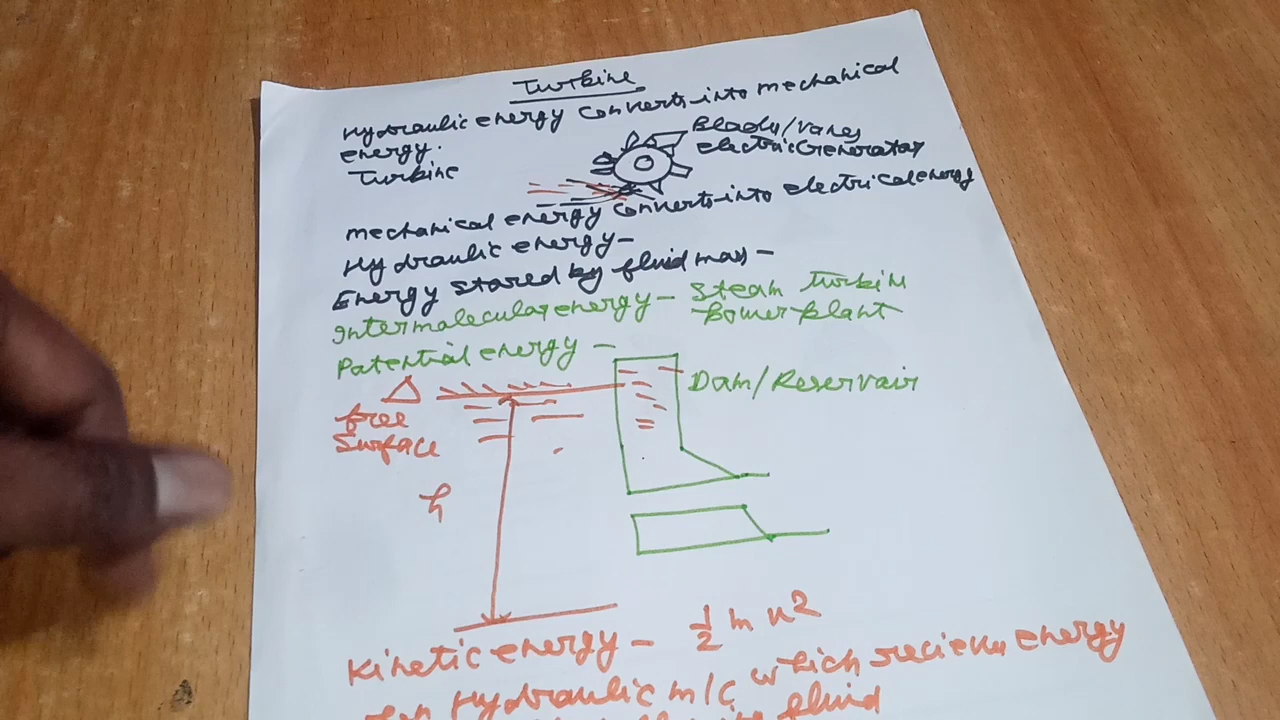 Turbine
Hydraulic energy converts into mechanical
energy.
Blades/vanes
Turbine
electric Generator
mechanical energy converts into electrical energy
Hydraulic energy-
Energy stored by fluid mass-
Intermolecular energy - Steam turbine
Power plant
Potential energy -
Dam/Reservoir
free
Surface
h
Kinetic energy - 1/2 m u2
Hydraulic m/c which recieves energy
fluid